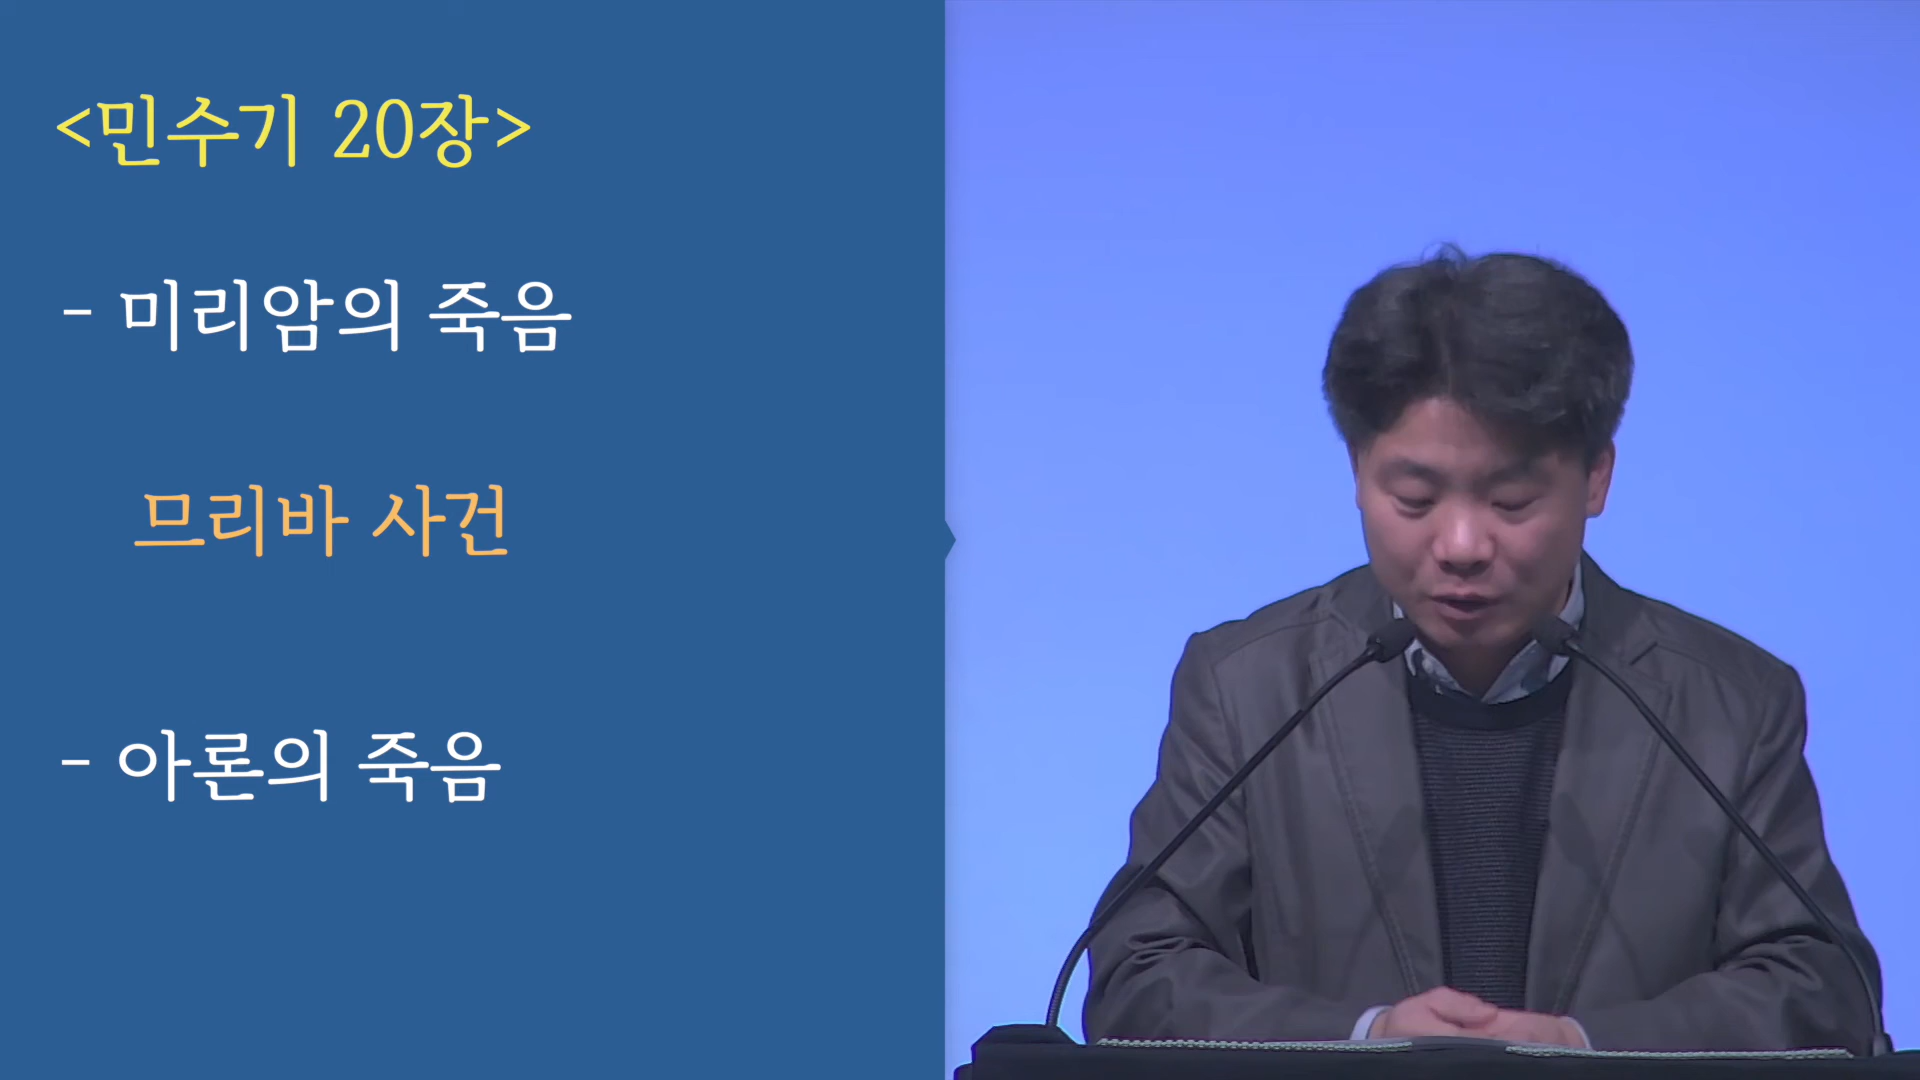 <민수기 20장>
- 미리암의 죽음
므리바 사건
- 아론의 죽음